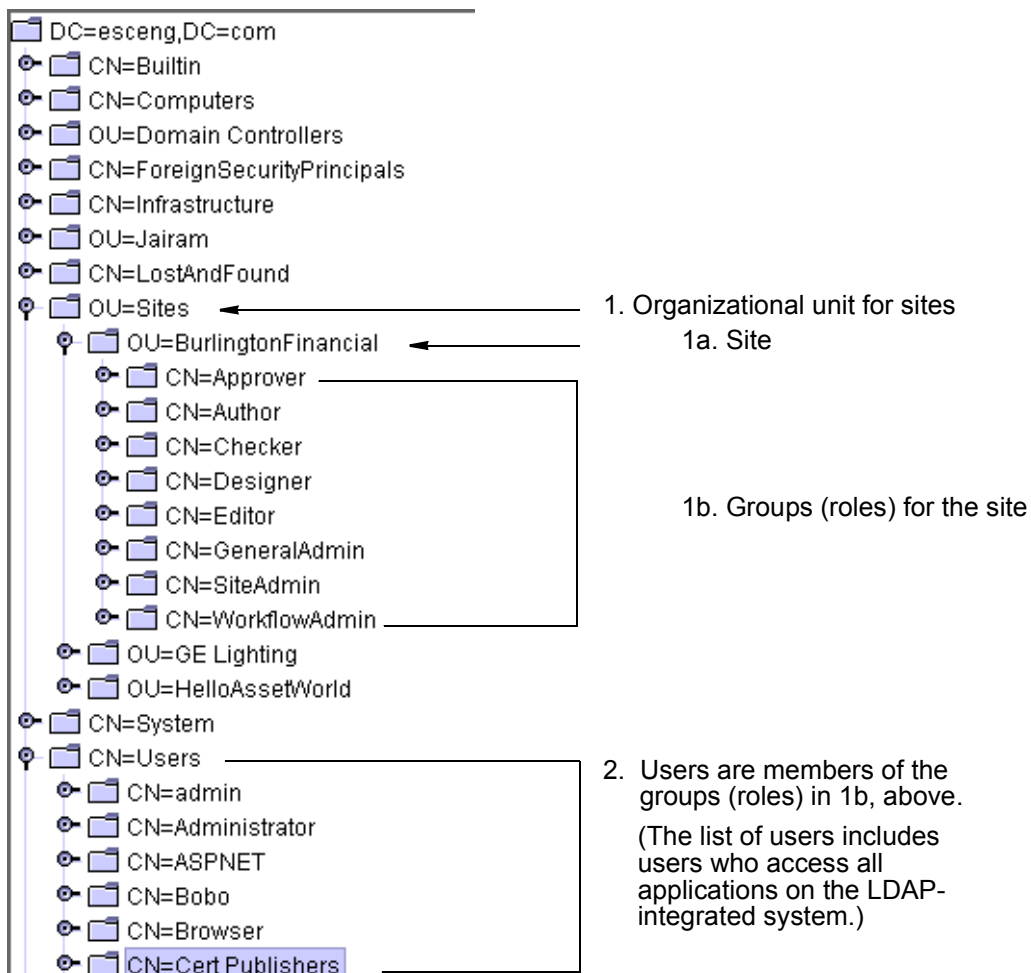 DC=esceng,DC=com
CN=Builtin
CN=Computers
OU=Domain Controllers
CN=ForeignSecurityPrincipals
CN=Infrastructure
OU=Jairam
CN=LostAndFound
OU=Sites
1. Organizational unit for sites
OU=BurlingtonFinancial
1a. Site
CN=Approver
CN=Author
CN=Checker
CN=Designer
CN=Editor
1b. Groups (roles) for the site
CN=GeneralAdmin
CN=SiteAdmin
CN=WorkflowAdmin
OU=GE Lighting
OU=HelloAssetWorld
CN=System
CN=Users
CN=admin
CN=Administrator
CN=ASPNET
CN=Bobo
CN=Browser
CN=Cert Publishers
2. Users are members of the
groups (roles) in 1b, above.
(The list of users includes
users who access all
applications on the LDAP-
integrated system.)